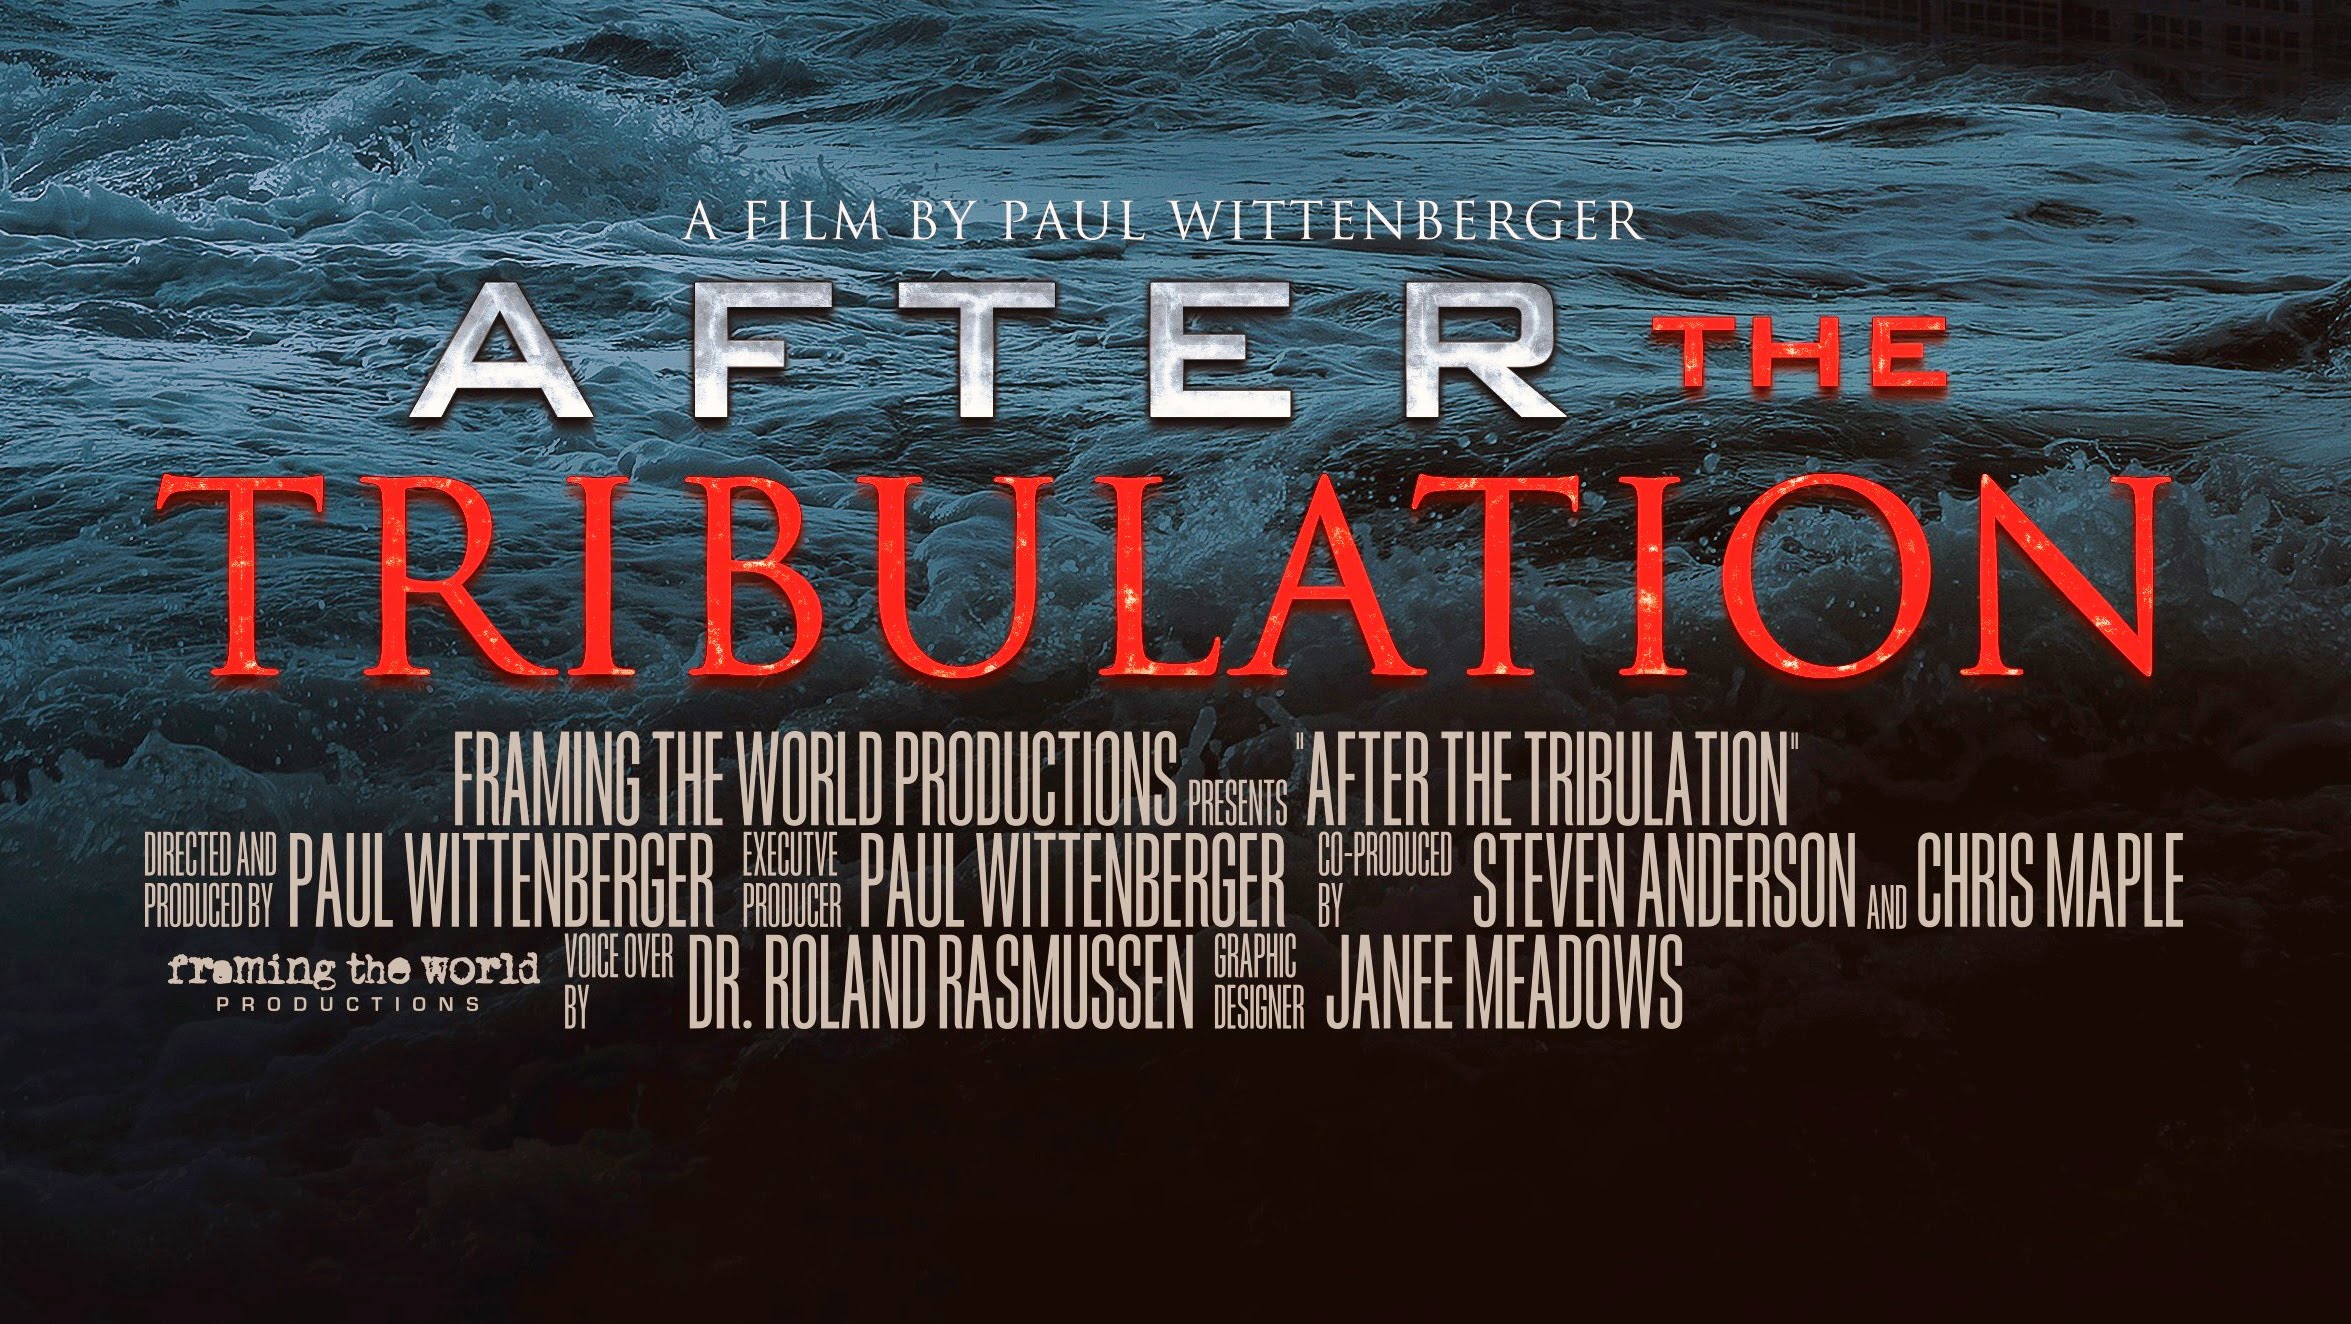 A FILM BY PAUL WITTENBERGER
AFTER THE
TRIBULATION
FRAMING THE WORLD PRODUCTIONS PRESENTS "AFTER THE TRIBULATION"
DIRECTED AND PRODUCED BY PAUL WITTENBERGER EXECUTVE PRODUCER PAUL WITTENBERGER CO-PRODUCED BY STEVEN ANDERSON AND CHRIS MAPLE
framing the world PRODUCTIONS VOICE OVER BY DR. ROLAND RASMUSSEN GRAPHIC DESIGNER JANEE MEADOWS